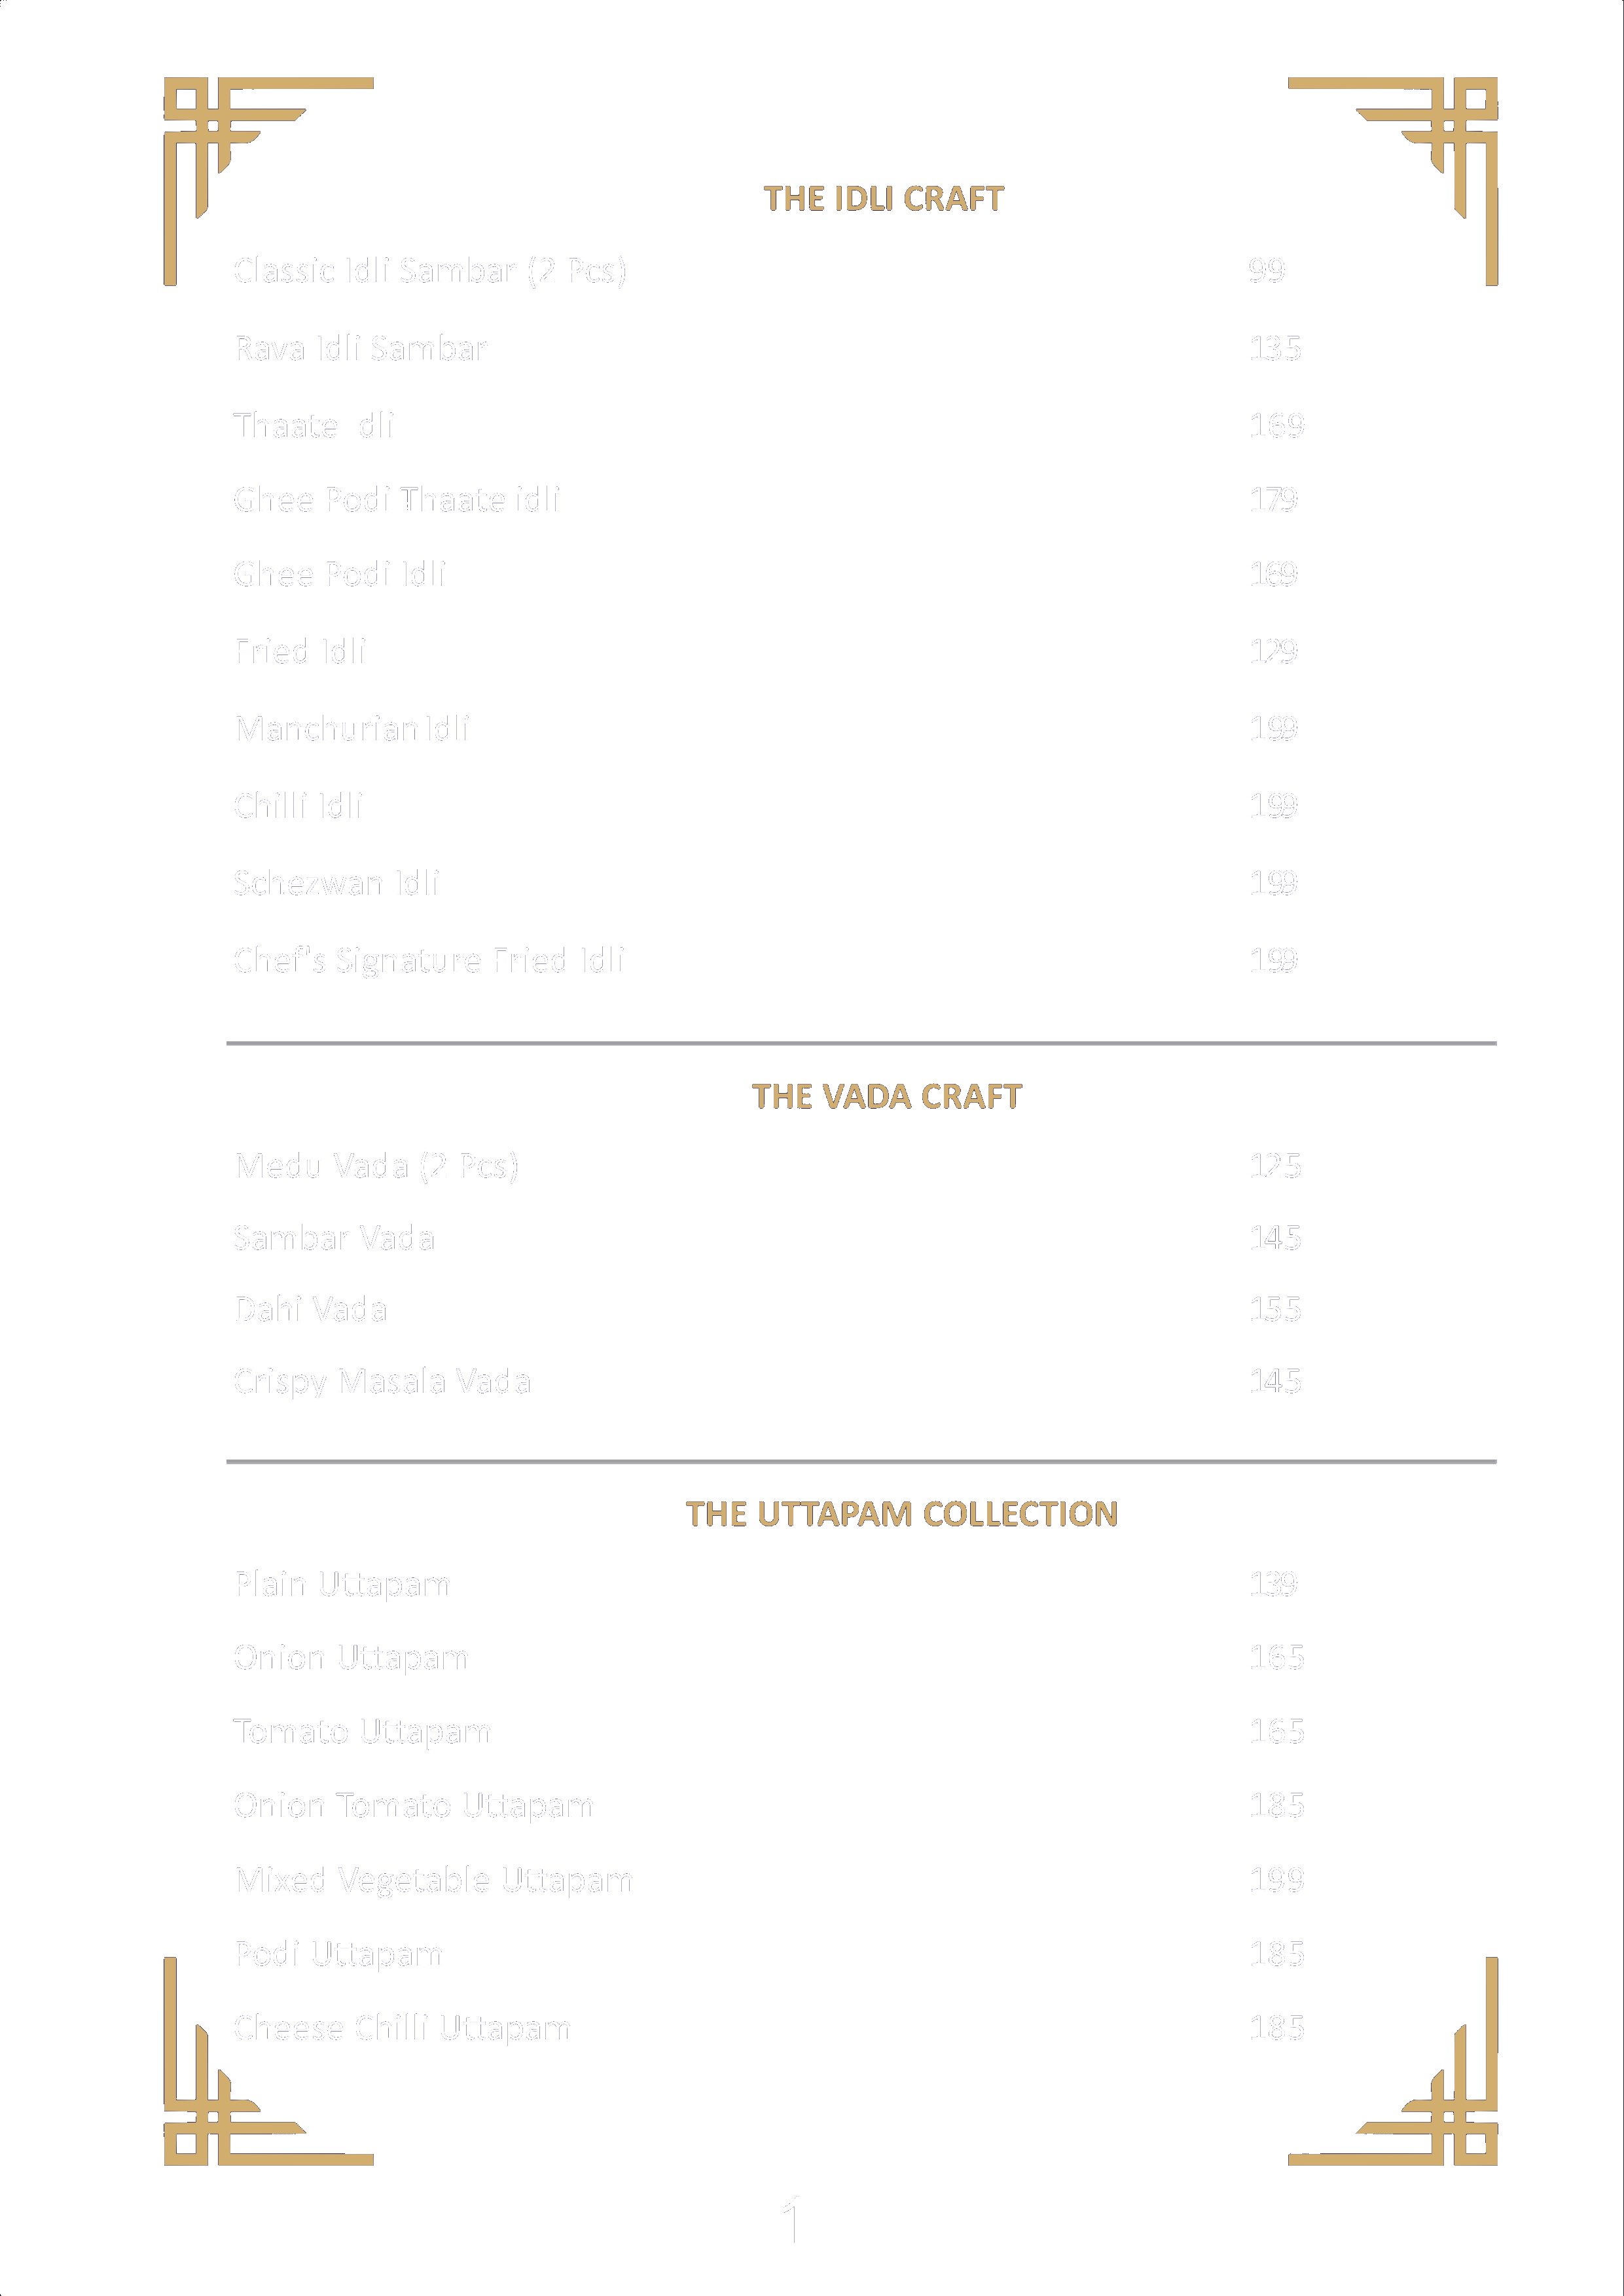 THE IDLI CRAFT
Classic Idli Sambar (2 Pcs) 99
Rava Idli Sambar 135
Thaate Idli 169
Ghee Podi Thaate idli 179
Ghee Podi Idli 169
Fried Idli 129
Manchurian Idli 199
Chilli Idli 199
Schezwan Idli 199
Chef's Signature Fried Idli 199
THE VADA CRAFT
Medu Vada (2 Pcs) 125
Sambar Vada 145
Dahi Vada 155
Crispy Masala Vada 145
THE UTTAPAM COLLECTION
Plain Uttapam 139
Onion Uttapam 165
Tomato Uttapam 165
Onion Tomato Uttapam 185
Mixed Vegetable Uttapam 199
Podi Uttapam 185
Cheese Chilli Uttapam 185
1